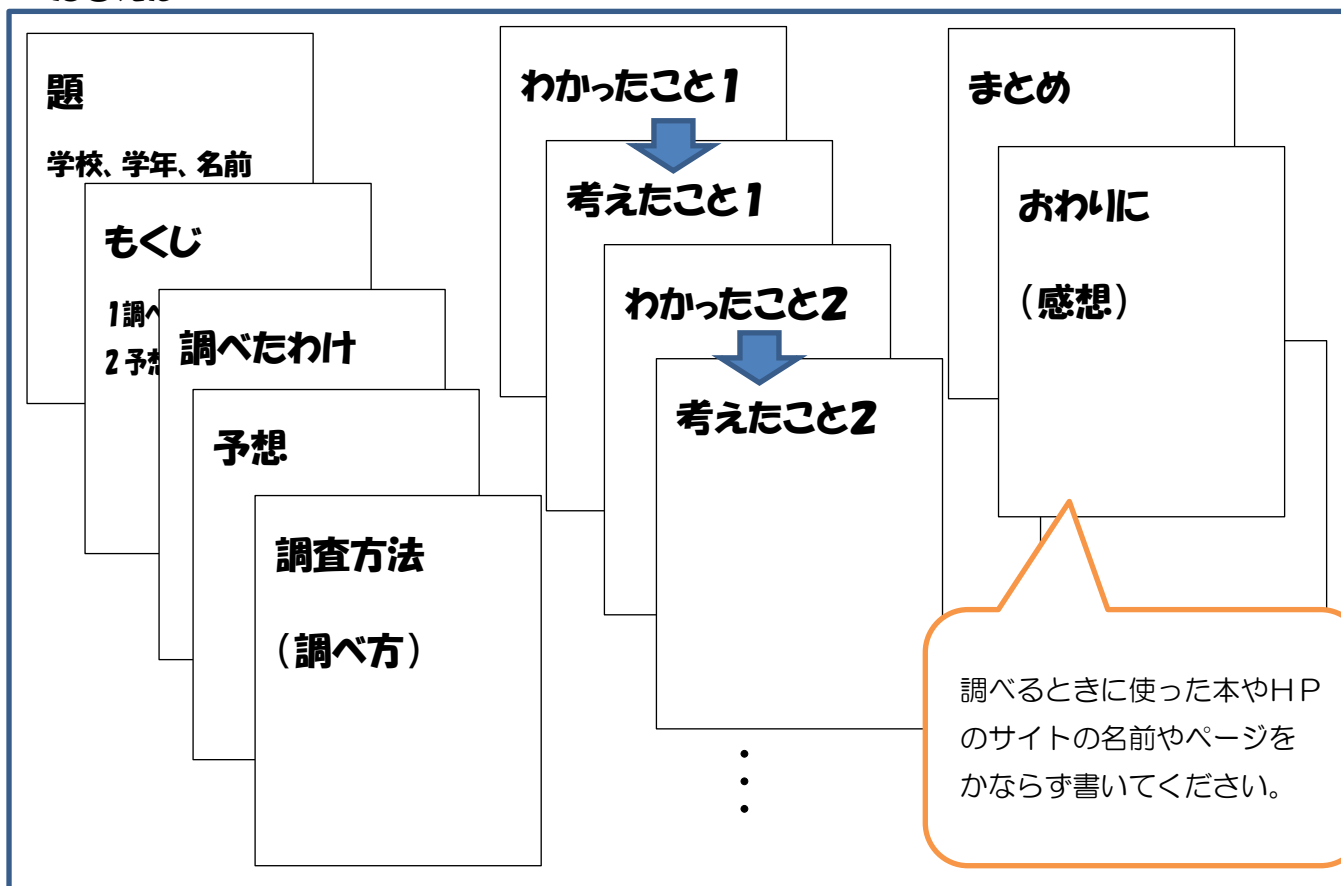 題
学校、学年、名前
もくじ
1調べ
2予想
調べたわけ
予想
調査方法
（調べ方）
わかったこと1
考えたこと1
わかったこと2
考えたこと2
まとめ
おわりに
（感想）
調べるときに使った本やＨＰ
のサイトの名前やページを
かならず書いてください。